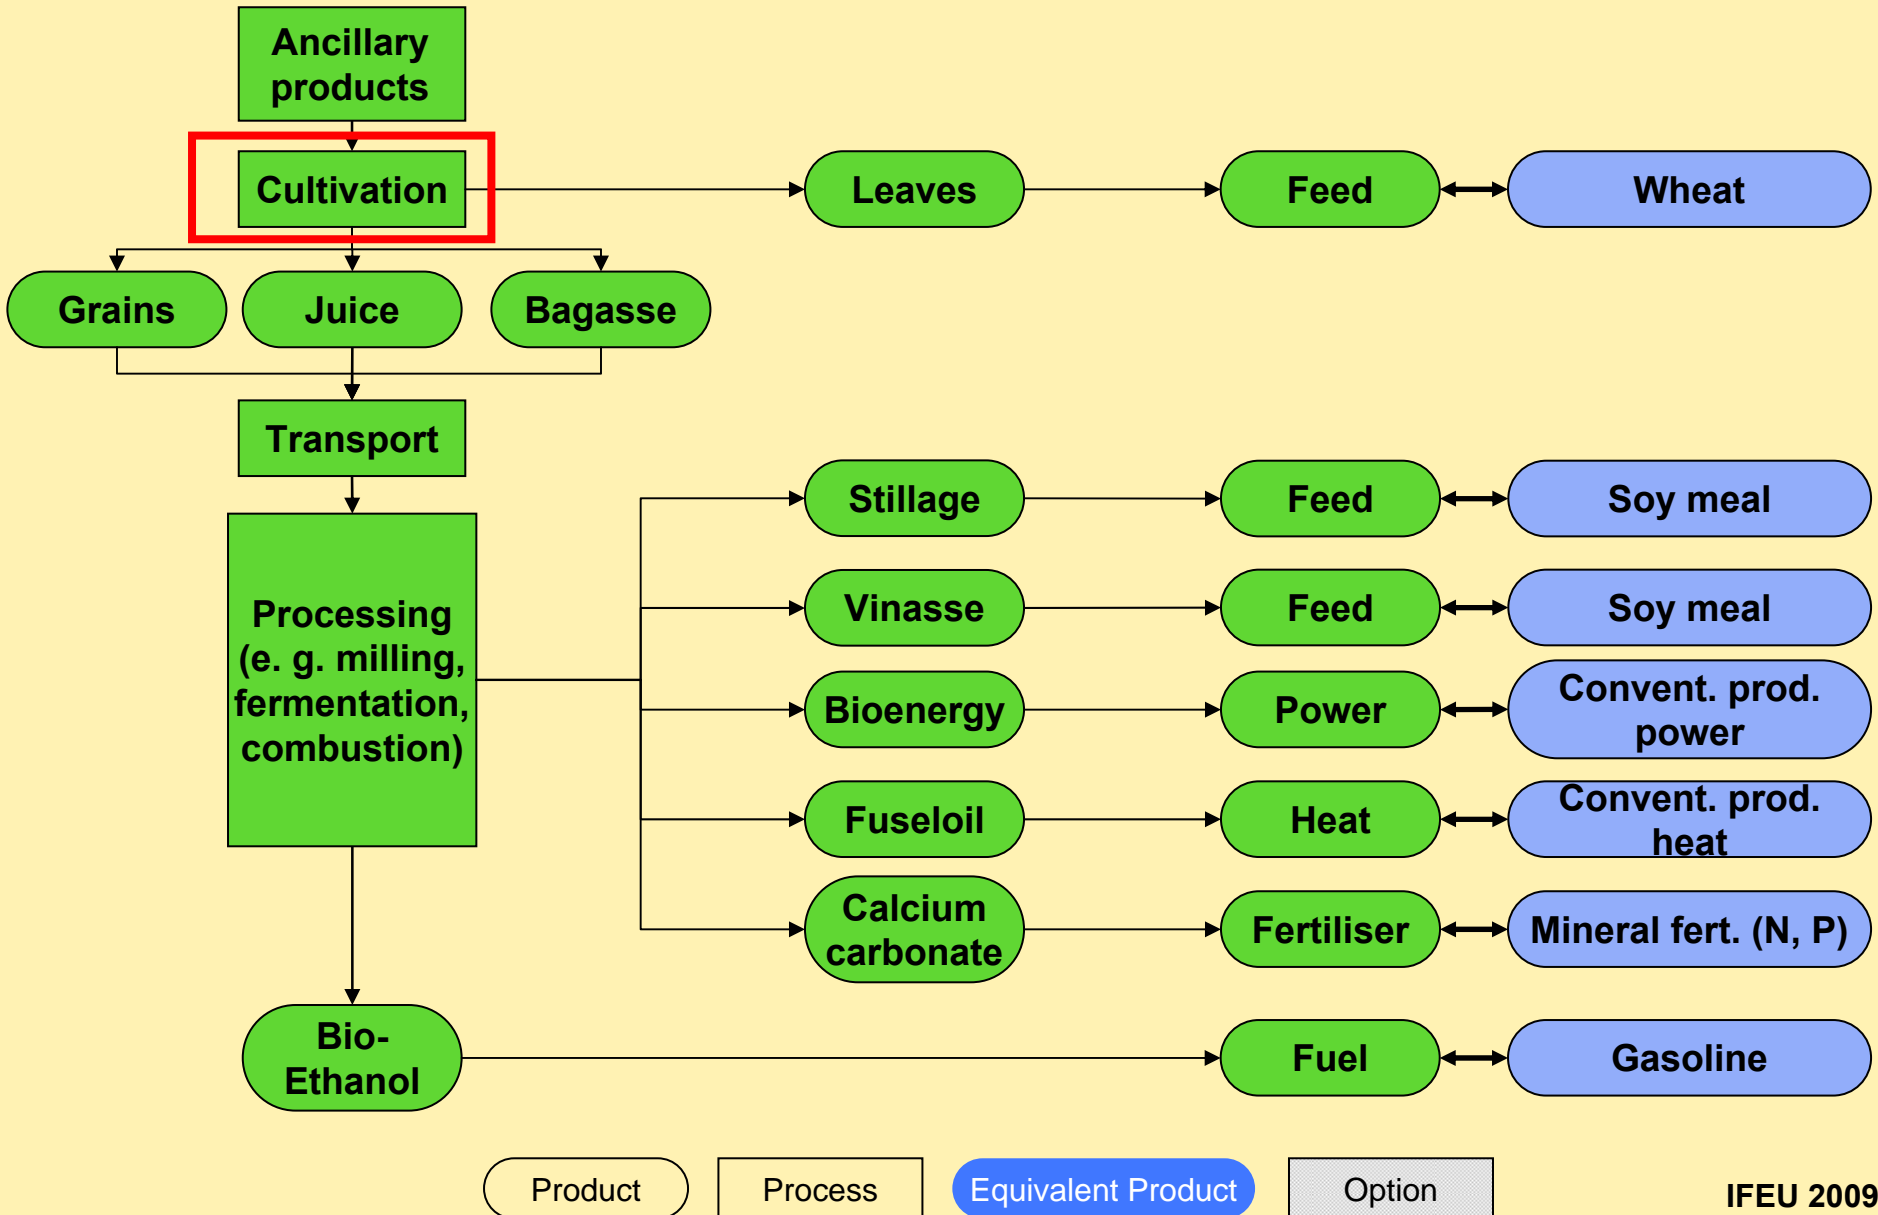 Ancillary
products
Cultivation
Leaves
Feed
Wheat
Grains
Juice
Bagasse
Transport
Stillage
Feed
Soy meal
Processing
(e. g. milling,
fermentation,
combustion)
Vinasse
Feed
Soy meal
Bioenergy
Power
Convent. prod.
power
Fuseloil
Heat
Convent. prod.
heat
Calcium
carbonate
Fertiliser
Mineral fert. (N, P)
Bio-
Ethanol
Fuel
Gasoline
Product
Process
Equivalent Product
Option
IFEU 2009